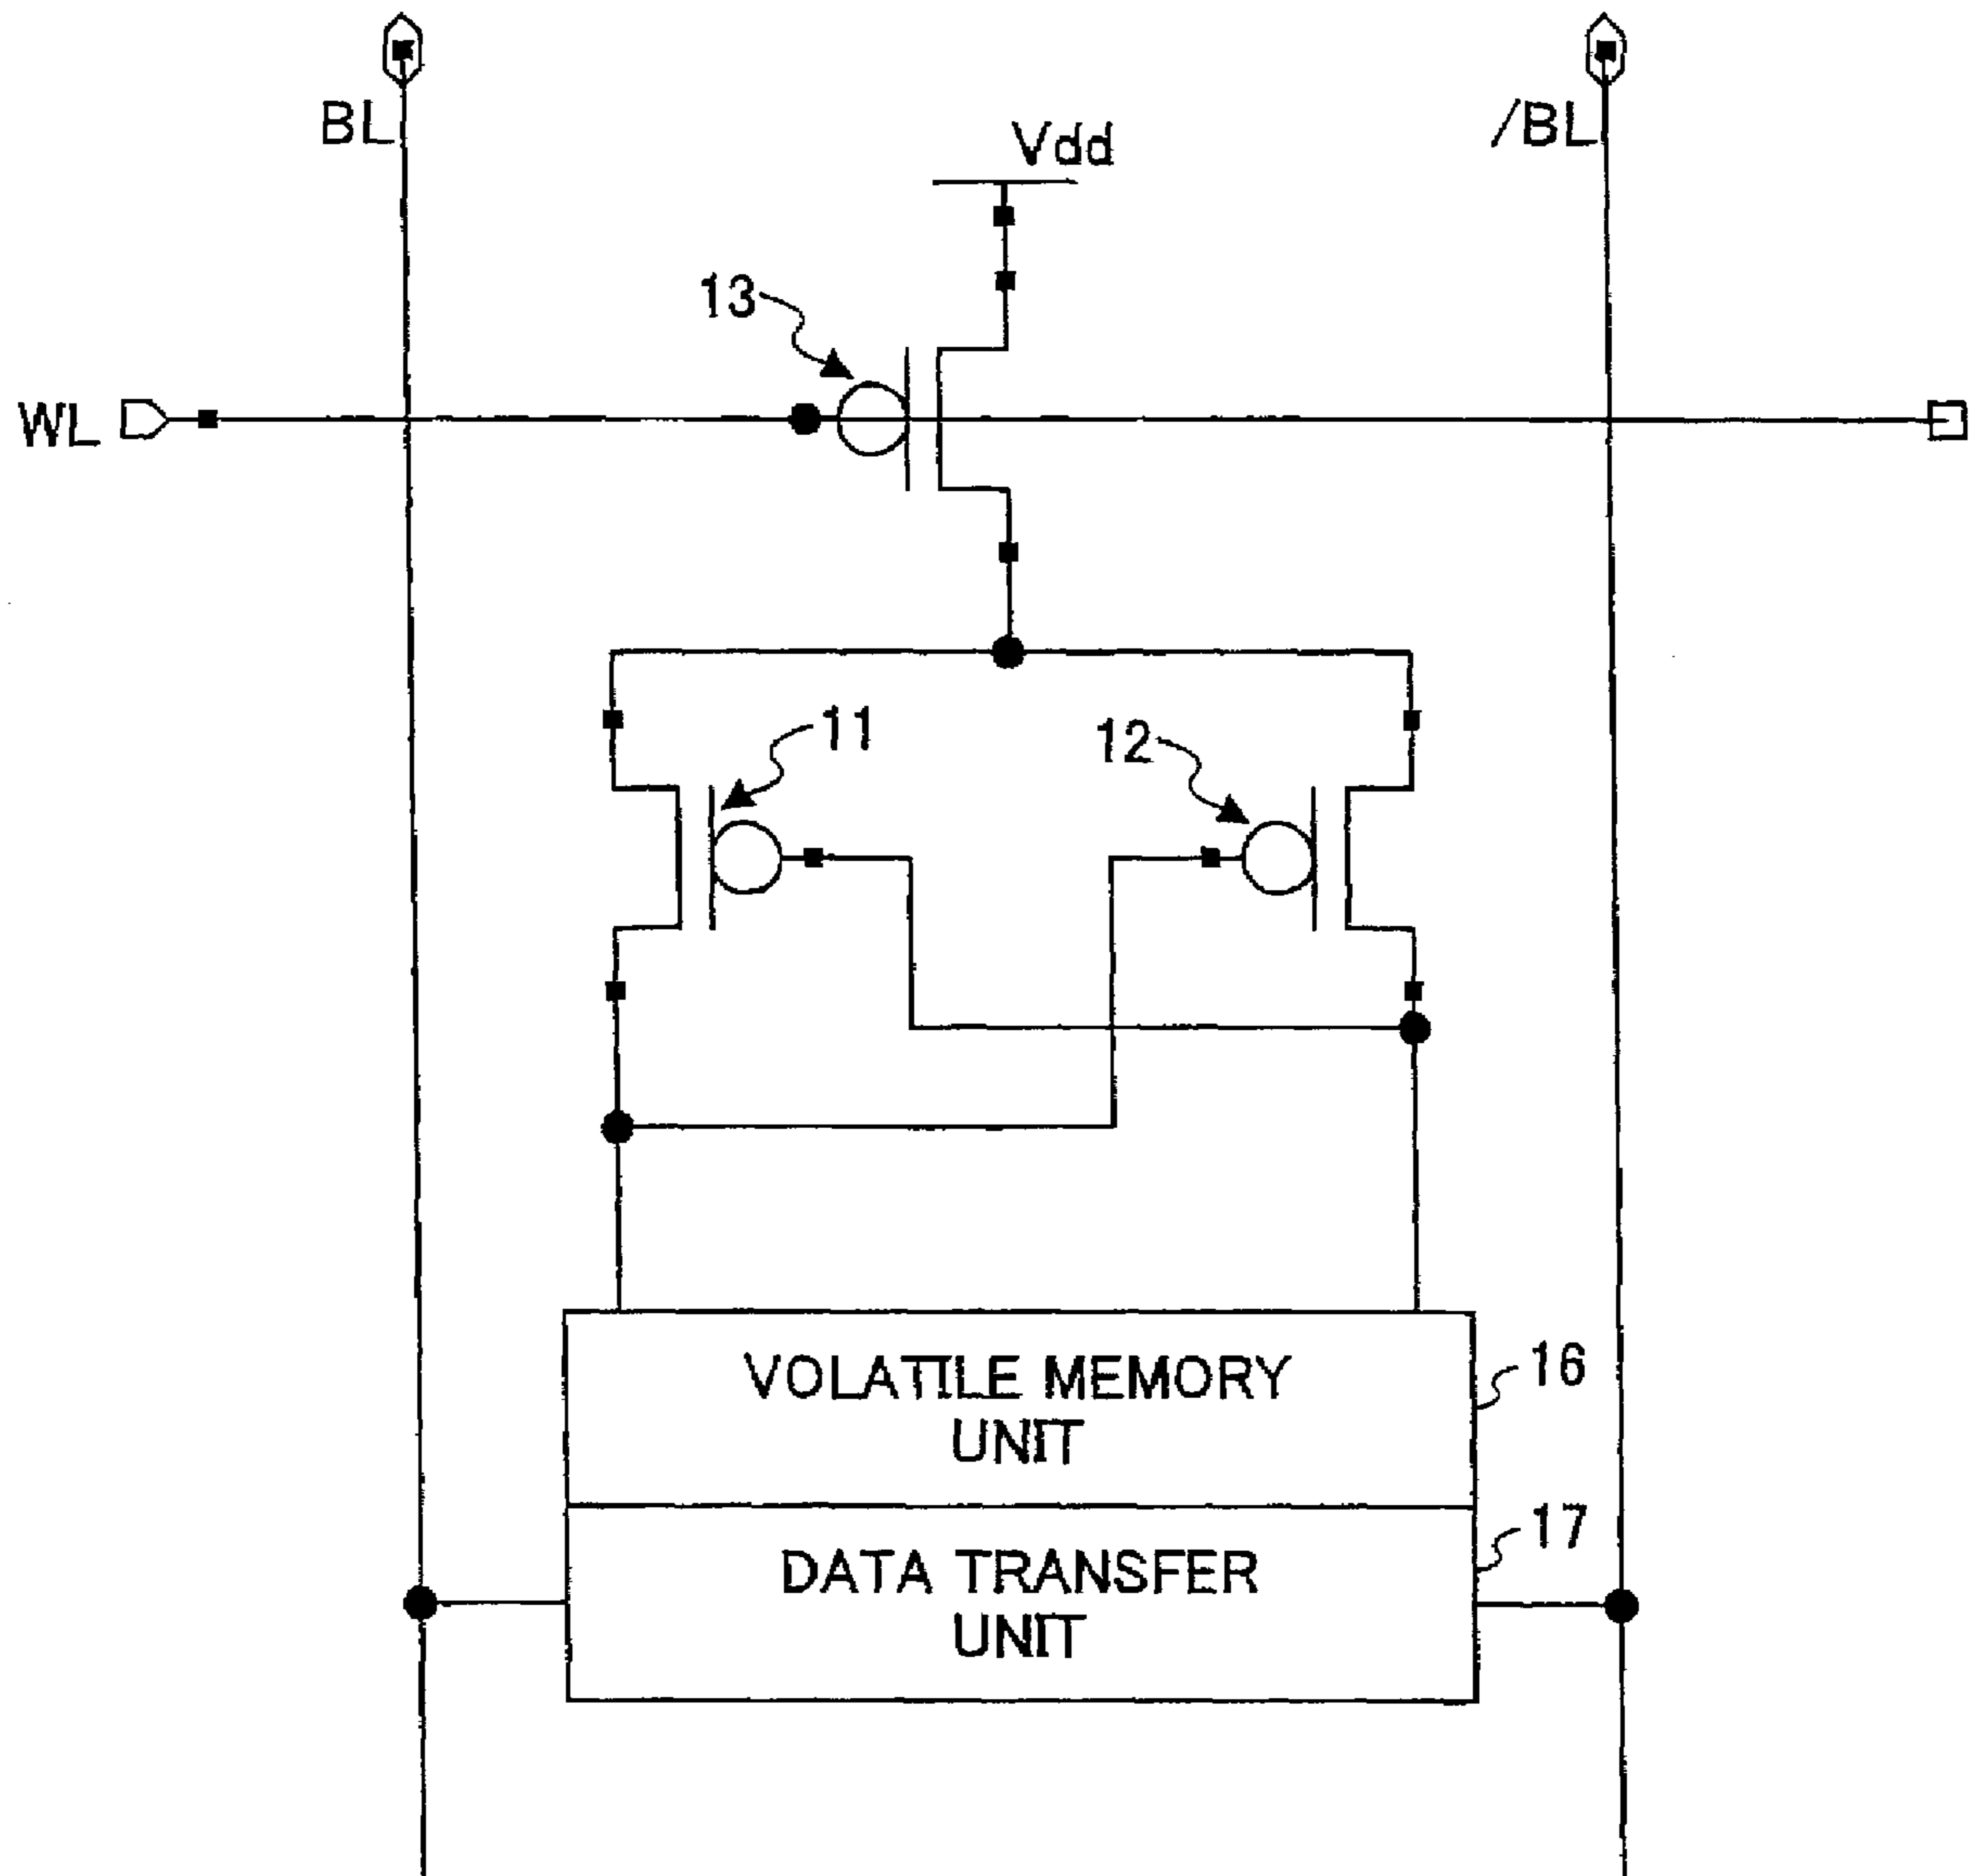 BL
/BL
Vdd
13
WL
11
12
VOLATILE MEMORY
UNIT
16
DATA TRANSFER
UNIT
17